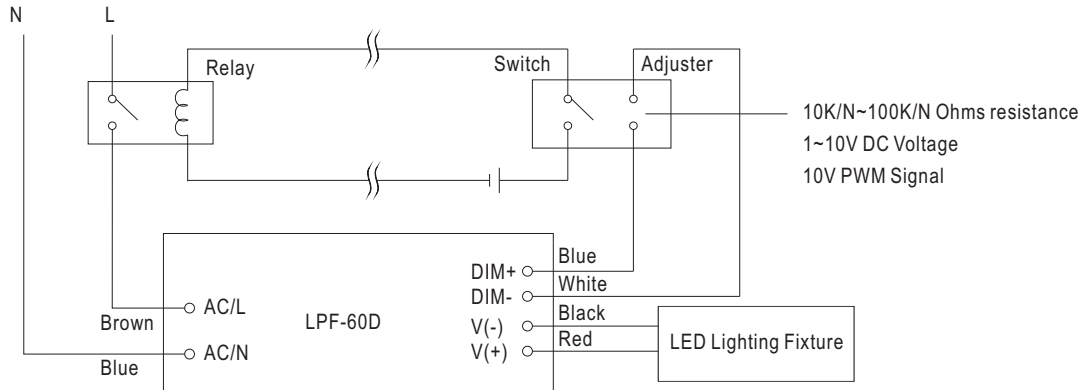 N
L
Relay
Switch
Adjuster
10K/N~100K/N Ohms resistance
1~10V DC Voltage
10V PWM Signal
Blue
DIM+
White
DIM-
Black
V(-)
Red
V(+)
LED Lighting Fixture
LPF-60D
AC/L
Brown
AC/N
Blue